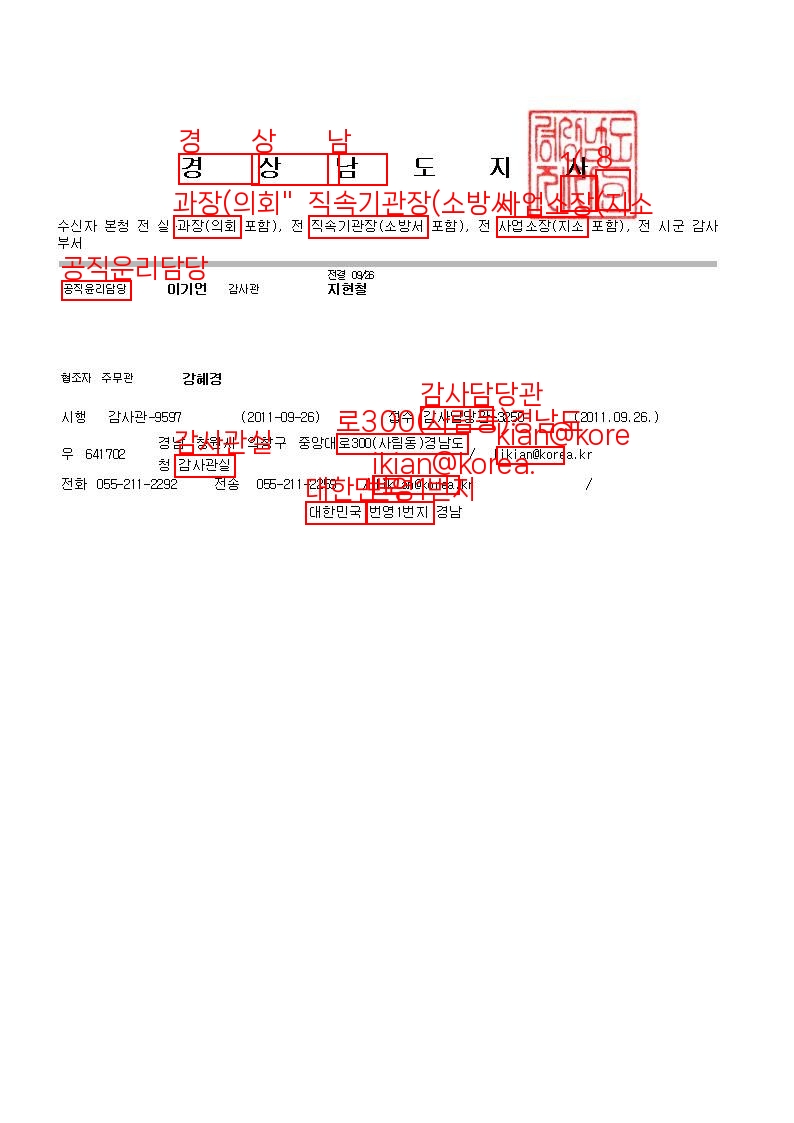 경 상 남
경 상 남 도 지 사
8
과장(의회" 직속기관장(소방서 사업소장(지소
수신자 본청 전 실 과장(의회 포함), 전 직속기관장(소방서 포함), 전 사업소장(지소 포함), 전 시군 감사
부서
공직윤리담당
전결 09/26
공직윤리담당 이기언 감사관 지현철
협조자 주무관 강혜경
감사담당관
시행 감사관-9597 (2011-09-26) 접수 감사담당관-3250 (2011.09.26.)
로300(사림동)경남도
감사관실 kian@kore
우 641702 경남 창원시 의창구 중앙대로300(사림동)경남도
청 감사관실 / ikian@korea.kr
ikian@korea.
전화 055-211-2292 전송 055-211-2259 / ikian@korea.kr /
대한민국 번영1번지
대한민국 번영1번지 경남